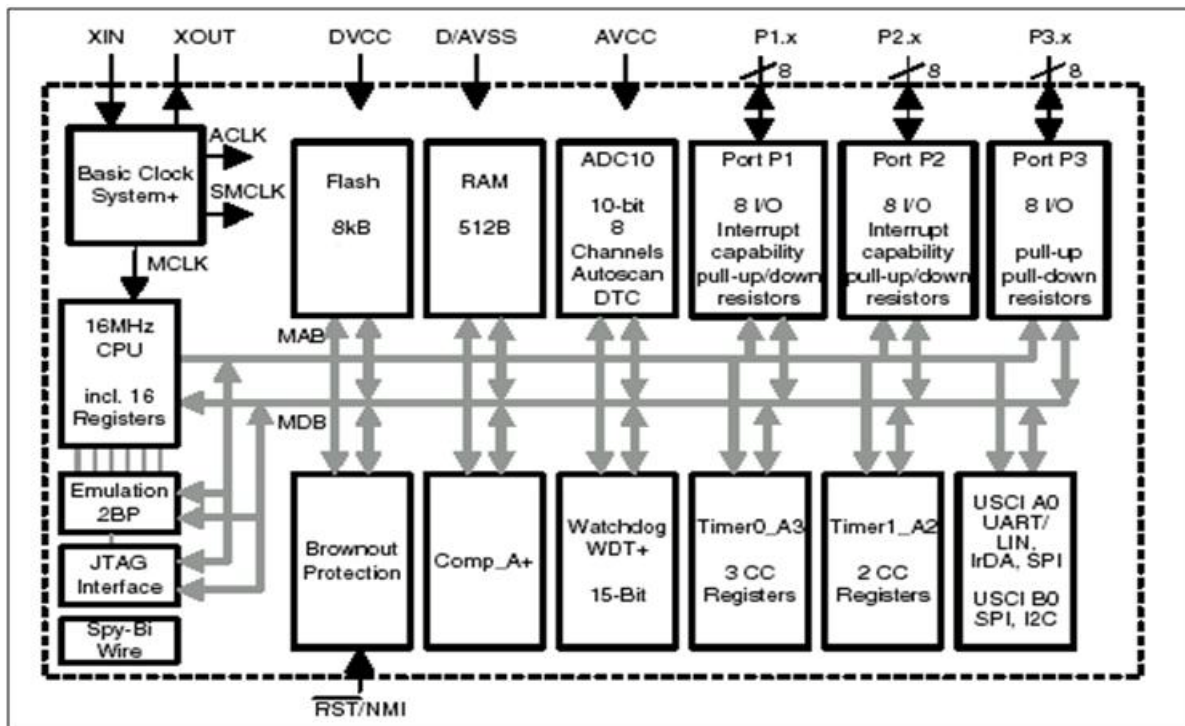 XIN XOUT DVCC D/AVSS AVCC P1.x P2.x P3.x
8 8 8
Basic Clock
System+
ACLK
SMCLK
MCLK
Flash
8kB
RAM
512B
ADC10
10-bit
8
Channels
Autoscan
DTC
Port P1
8 I/O
Interrupt
capability
pull-up/down
resistors
Port P2
8 I/O
Interrupt
capability
pull-up/down
resistors
Port P3
8 I/O
pull-up
pull-down
resistors
16MHz
CPU
incl. 16
Registers
MAB
MDB
Emulation
2BP
JTAG
Interface
Spy-Bi
Wire
Brownout
Protection
Comp_A+
Watchdog
WDT+
15-Bit
Timer0_A3
3 CC
Registers
Timer1_A2
2 CC
Registers
USCI A0
UART/
LIN,
IrDA, SPI
USCI B0
SPI, I2C
RST/NMI